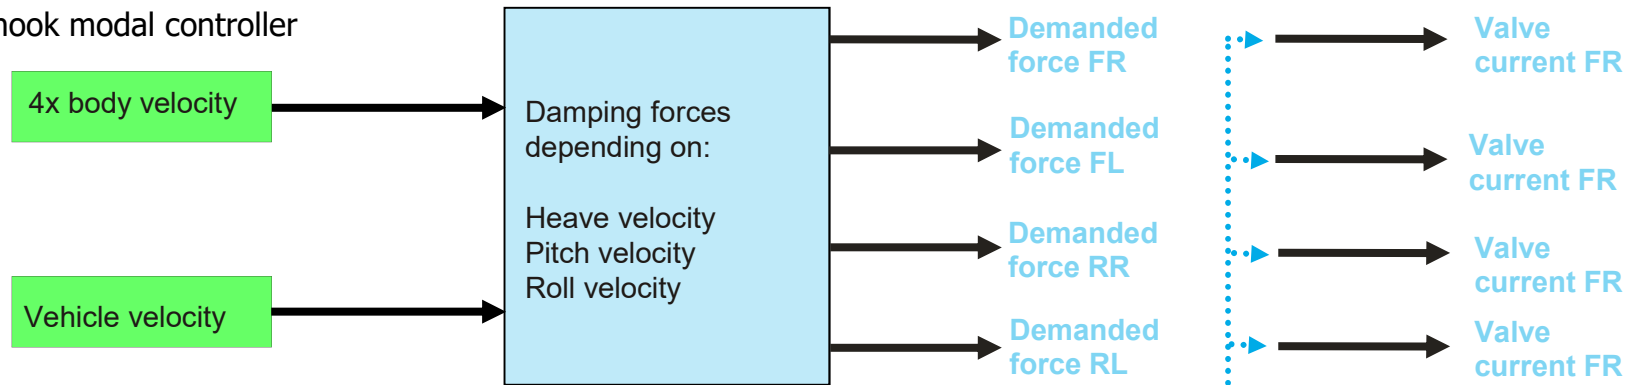 modal controller
4x body velocity
Vehicle velocity
Damping forces
depending on:
Heave velocity
Pitch velocity
Roll velocity
Demanded
force FR
Demanded
force FL
Demanded
force RR
Demanded
force RL
Valve
current FR
Valve
current FR
Valve
current FR
Valve
current FR